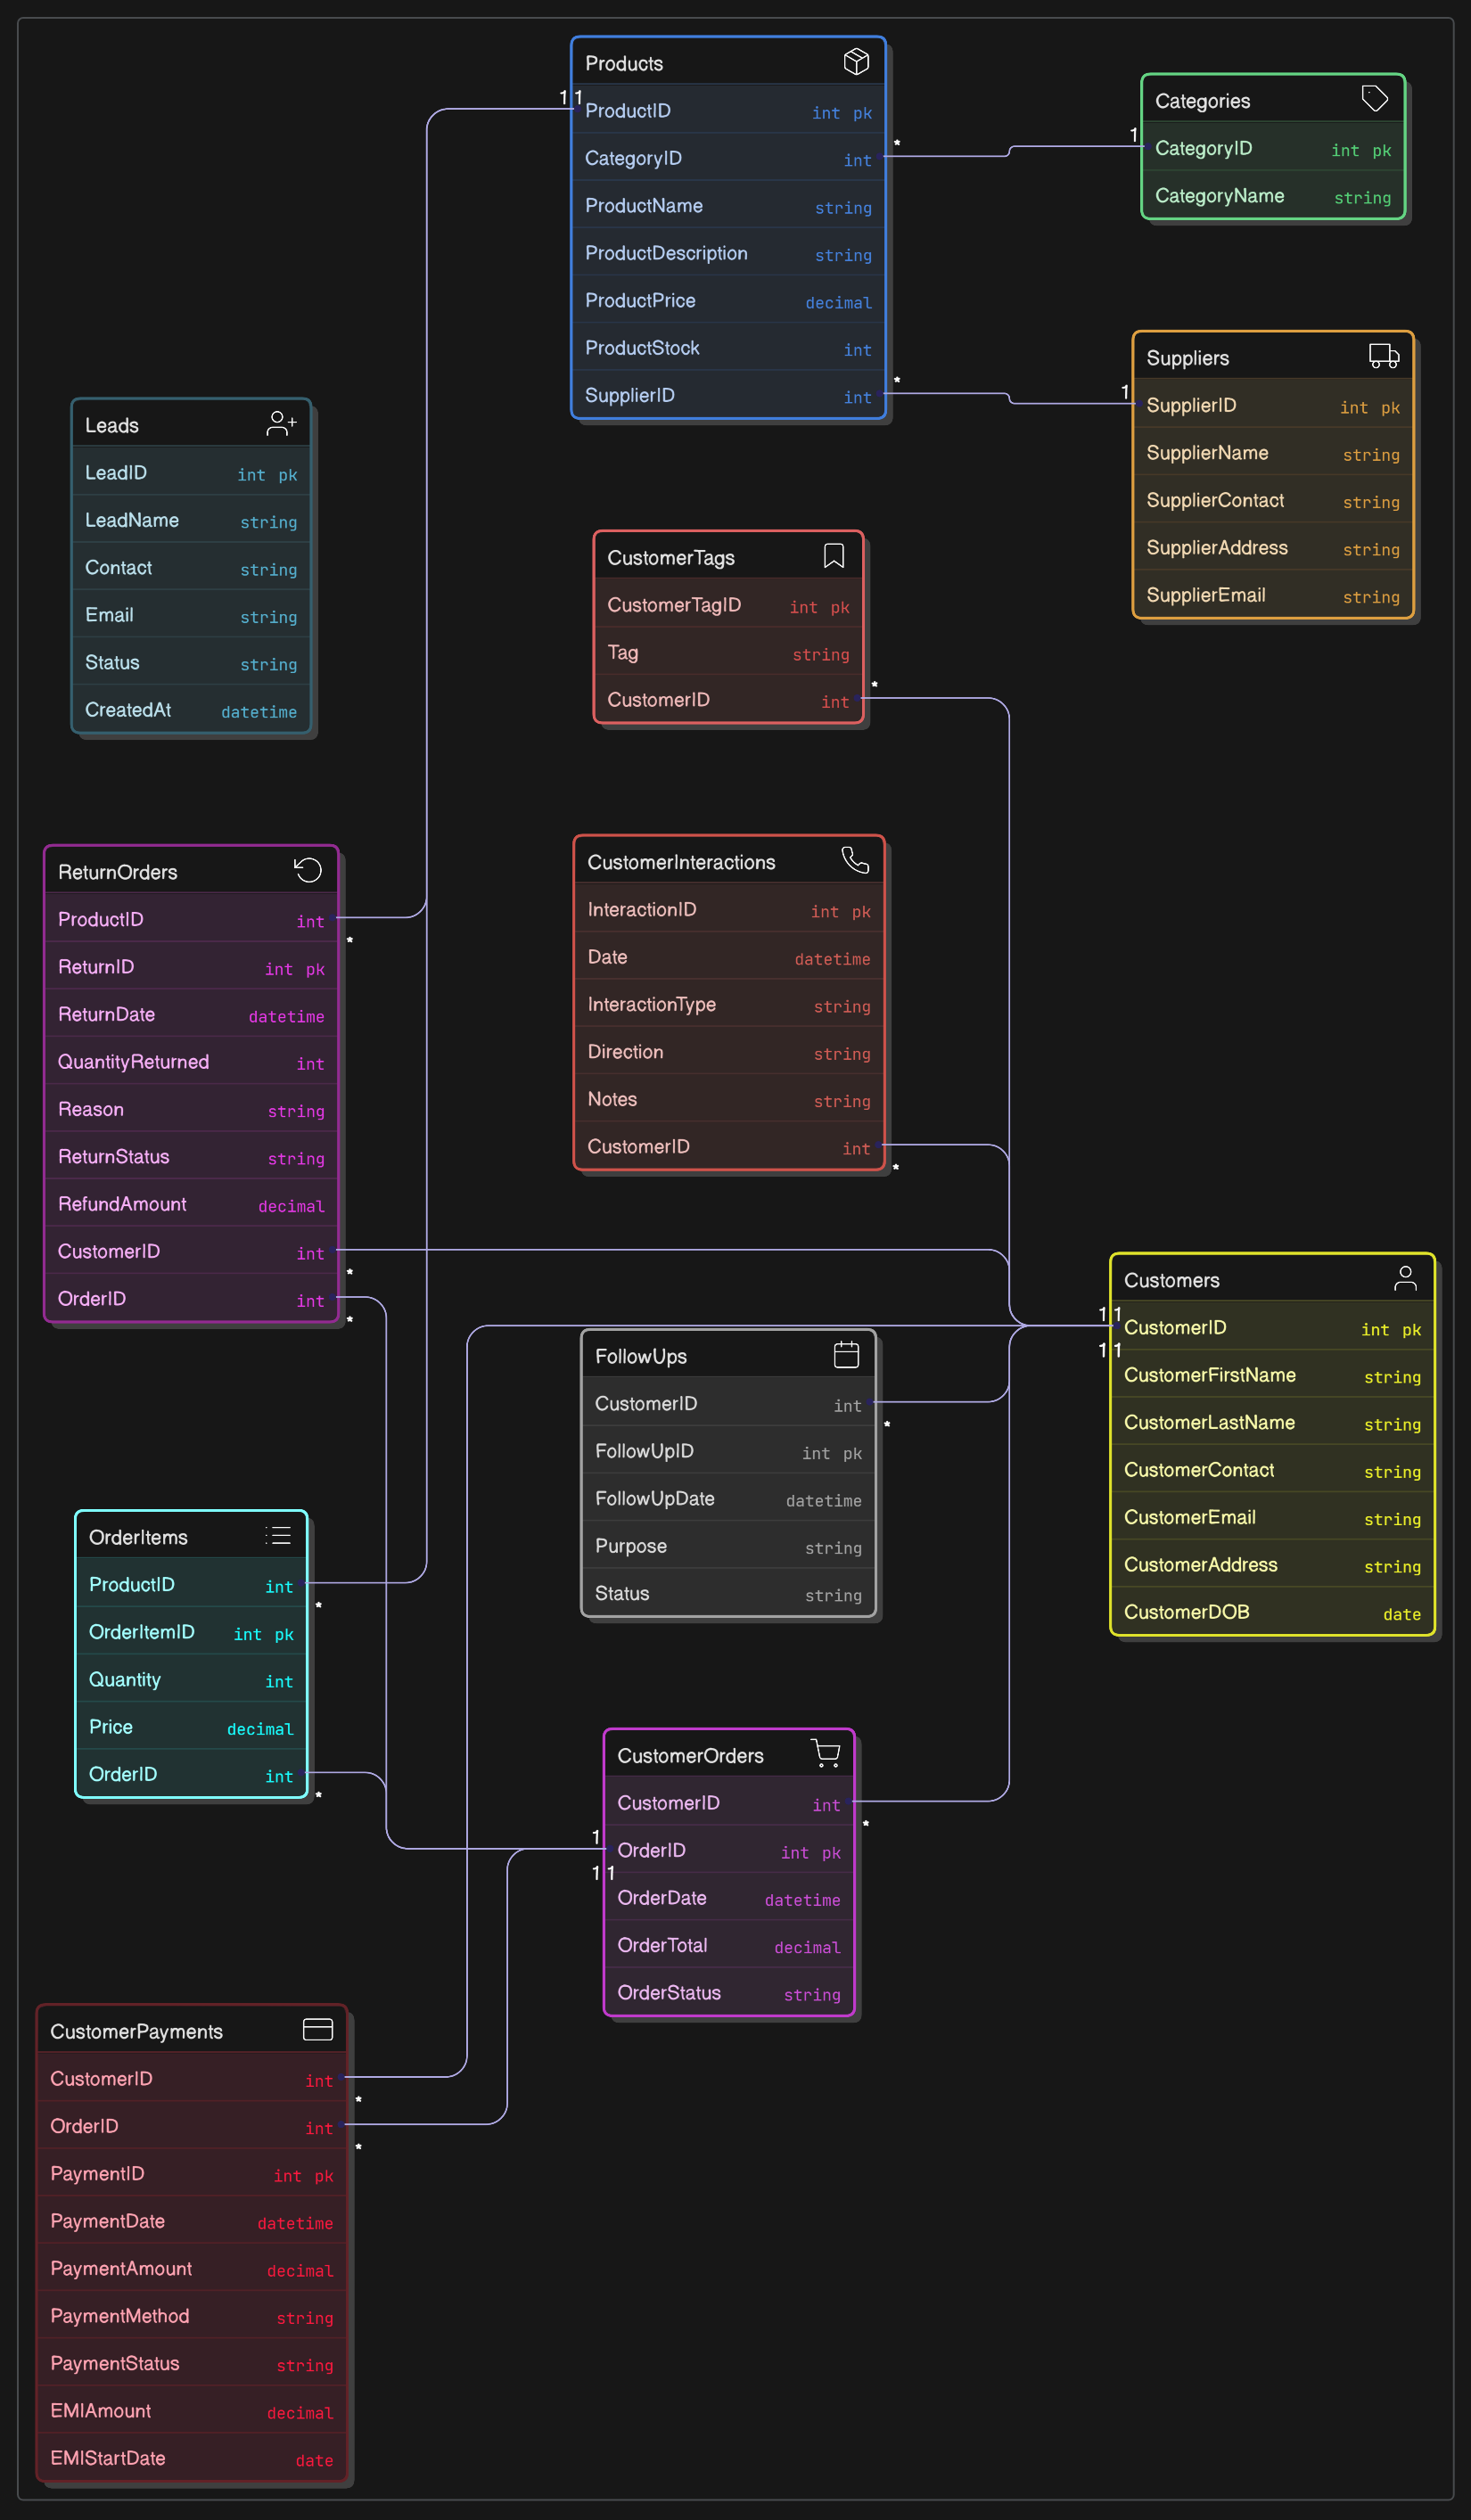 Products
1 1
ProductID int pk
*
CategoryID int
ProductName string
ProductDescription string
ProductPrice decimal
ProductStock int
*
SupplierID int
Categories
1
CategoryID int pk
CategoryName string
Suppliers
1
SupplierID int pk
SupplierName string
SupplierContact string
SupplierAddress string
SupplierEmail string
Leads
LeadID int pk
LeadName string
Contact string
Email string
Status string
CreatedAt datetime
CustomerTags
CustomerTagID int pk
Tag string
*
CustomerID int
ReturnOrders
ProductID int
*
ReturnID int pk
ReturnDate datetime
QuantityReturned int
Reason string
ReturnStatus string
RefundAmount decimal
CustomerID int
*
OrderID int
*
CustomerInteractions
InteractionID int pk
Date datetime
InteractionType string
Direction string
Notes string
CustomerID int
*
Customers
1 1
CustomerID int pk
1 1
CustomerFirstName string
CustomerLastName string
CustomerContact string
CustomerEmail string
CustomerAddress string
CustomerDOB date
FollowUps
CustomerID int
*
FollowUpID int pk
FollowUpDate datetime
Purpose string
Status string
OrderItems
ProductID int
*
OrderItemID int pk
Quantity int
Price decimal
OrderID int
*
CustomerOrders
CustomerID int
*
1
OrderID int pk
1 1
OrderDate datetime
OrderTotal decimal
OrderStatus string
CustomerPayments
CustomerID int
*
OrderID int
*
PaymentID int pk
PaymentDate datetime
PaymentAmount decimal
PaymentMethod string
PaymentStatus string
EMIAmount decimal
EMIStartDate date